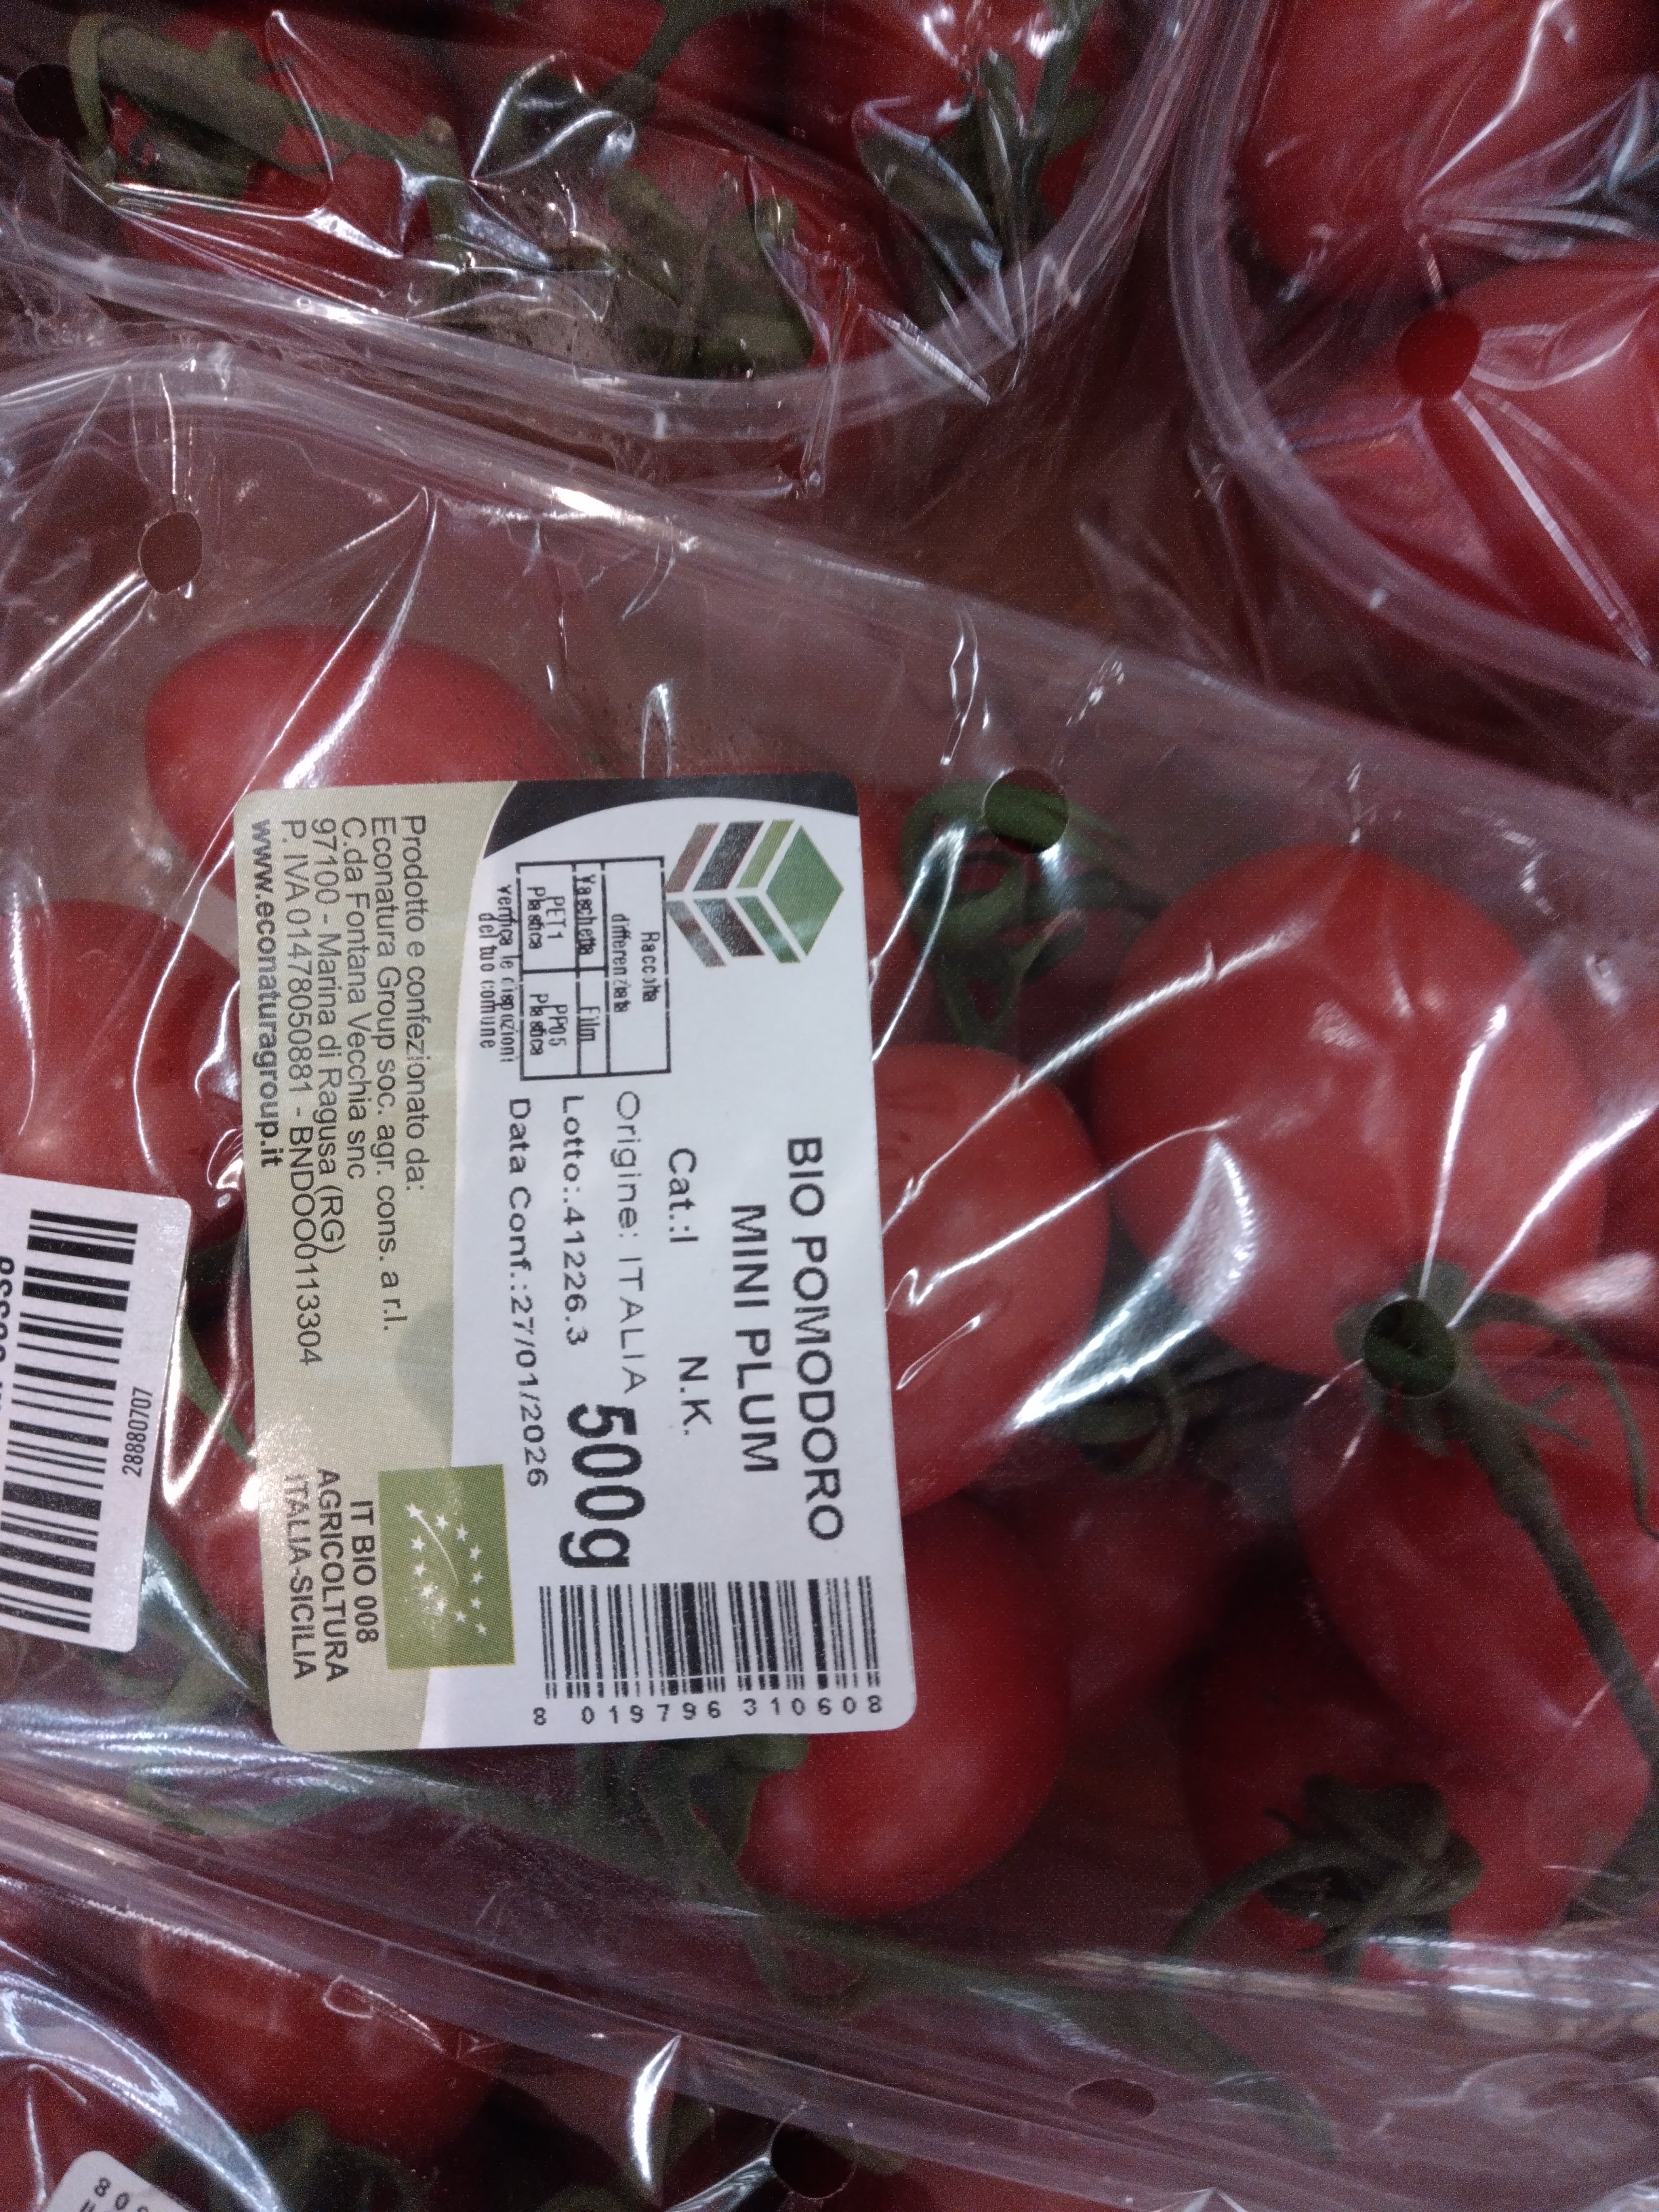 BIO POMODORO
MINI PLUM
Cat.:I N.K.
Origine: ITALIA
Lotto:.41226.3
500g
Data Conf.:27/01/2026
Raccolta
differenziata
Vaschetta Film
PET1 PP05
Plastica Plastica
verifica le disposizioni
del tuo comune
8 019796 310608
Prodotto e confezionato da:
Econatura Group soc. agr. cons. a r.l.
C.da Fontana Vecchia snc
97100 - Marina di Ragusa (RG)
P. IVA 01478050881 - BNDOO0113304
www.econaturagroup.it
IT BIO 008
AGRICOLTURA
ITALIA-SICILIA
28880707